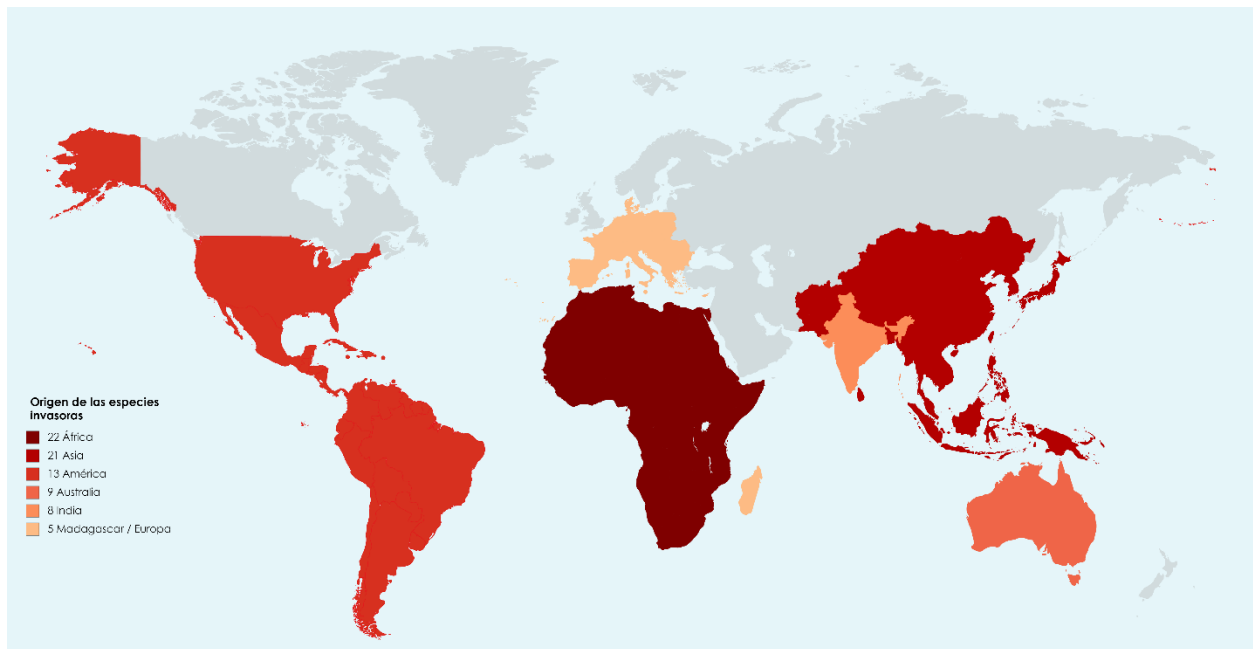 Origen de las especies
invasoras
22 África
21 Asia
13 América
9 Australia
8 India
5 Madagascar / Europa